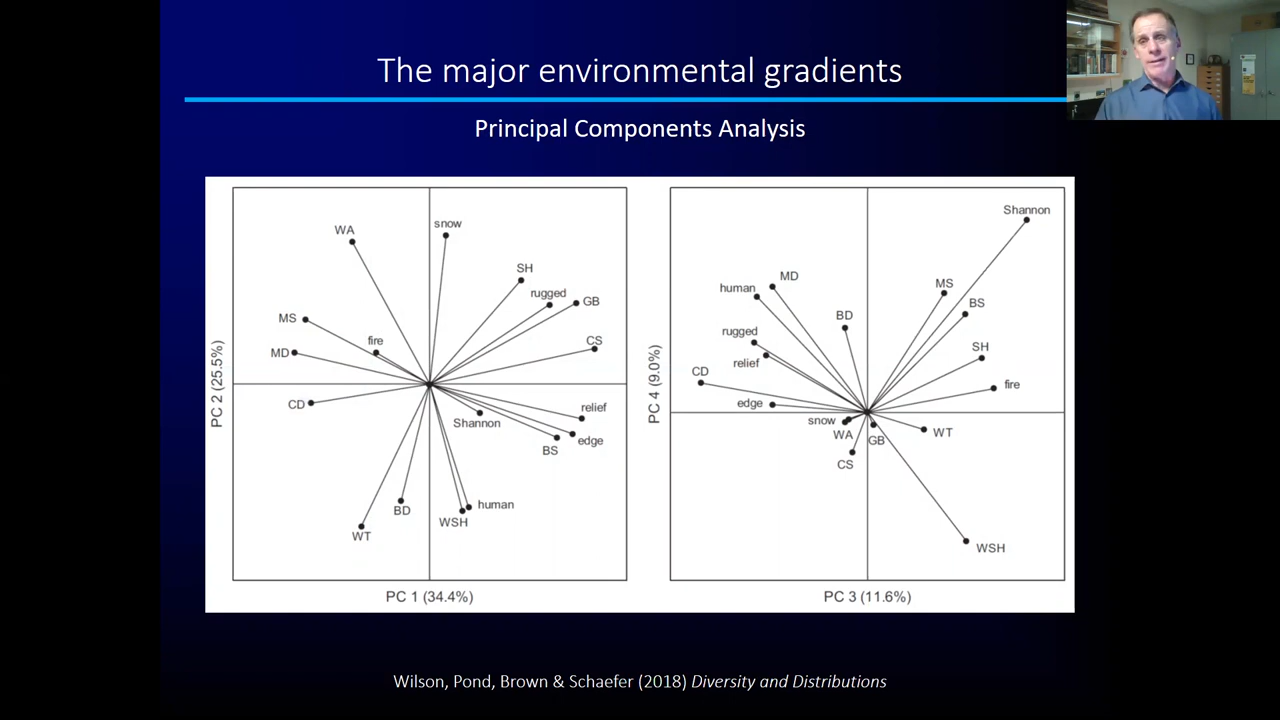 The major environmental gradients
Principal Components Analysis
WA
snow
SH
rugged
GB
MS
fire
CS
MD
CD
relief
Shannon
edge
BS
human
BD
WSH
WT
PC 2 (25.5%)
PC 1 (34.4%)
Shannon
MD
human
MS
BS
BD
rugged
relief
SH
CD
fire
edge
snow
WA
GB
WT
CS
WSH
PC 4 (9.0%)
PC 3 (11.6%)
Wilson, Pond, Brown & Schaefer (2018) Diversity and Distributions